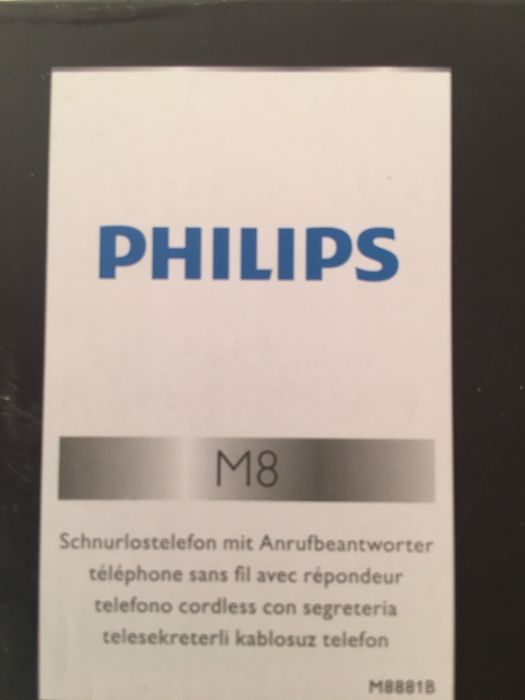 PHILIPS
M8
Schnurlostelefon mit Anrufbeantworter
téléphone sans fil avec répondeur
telefono cordless con segreteria
telesekreterli kablosuz telefon
M8881B